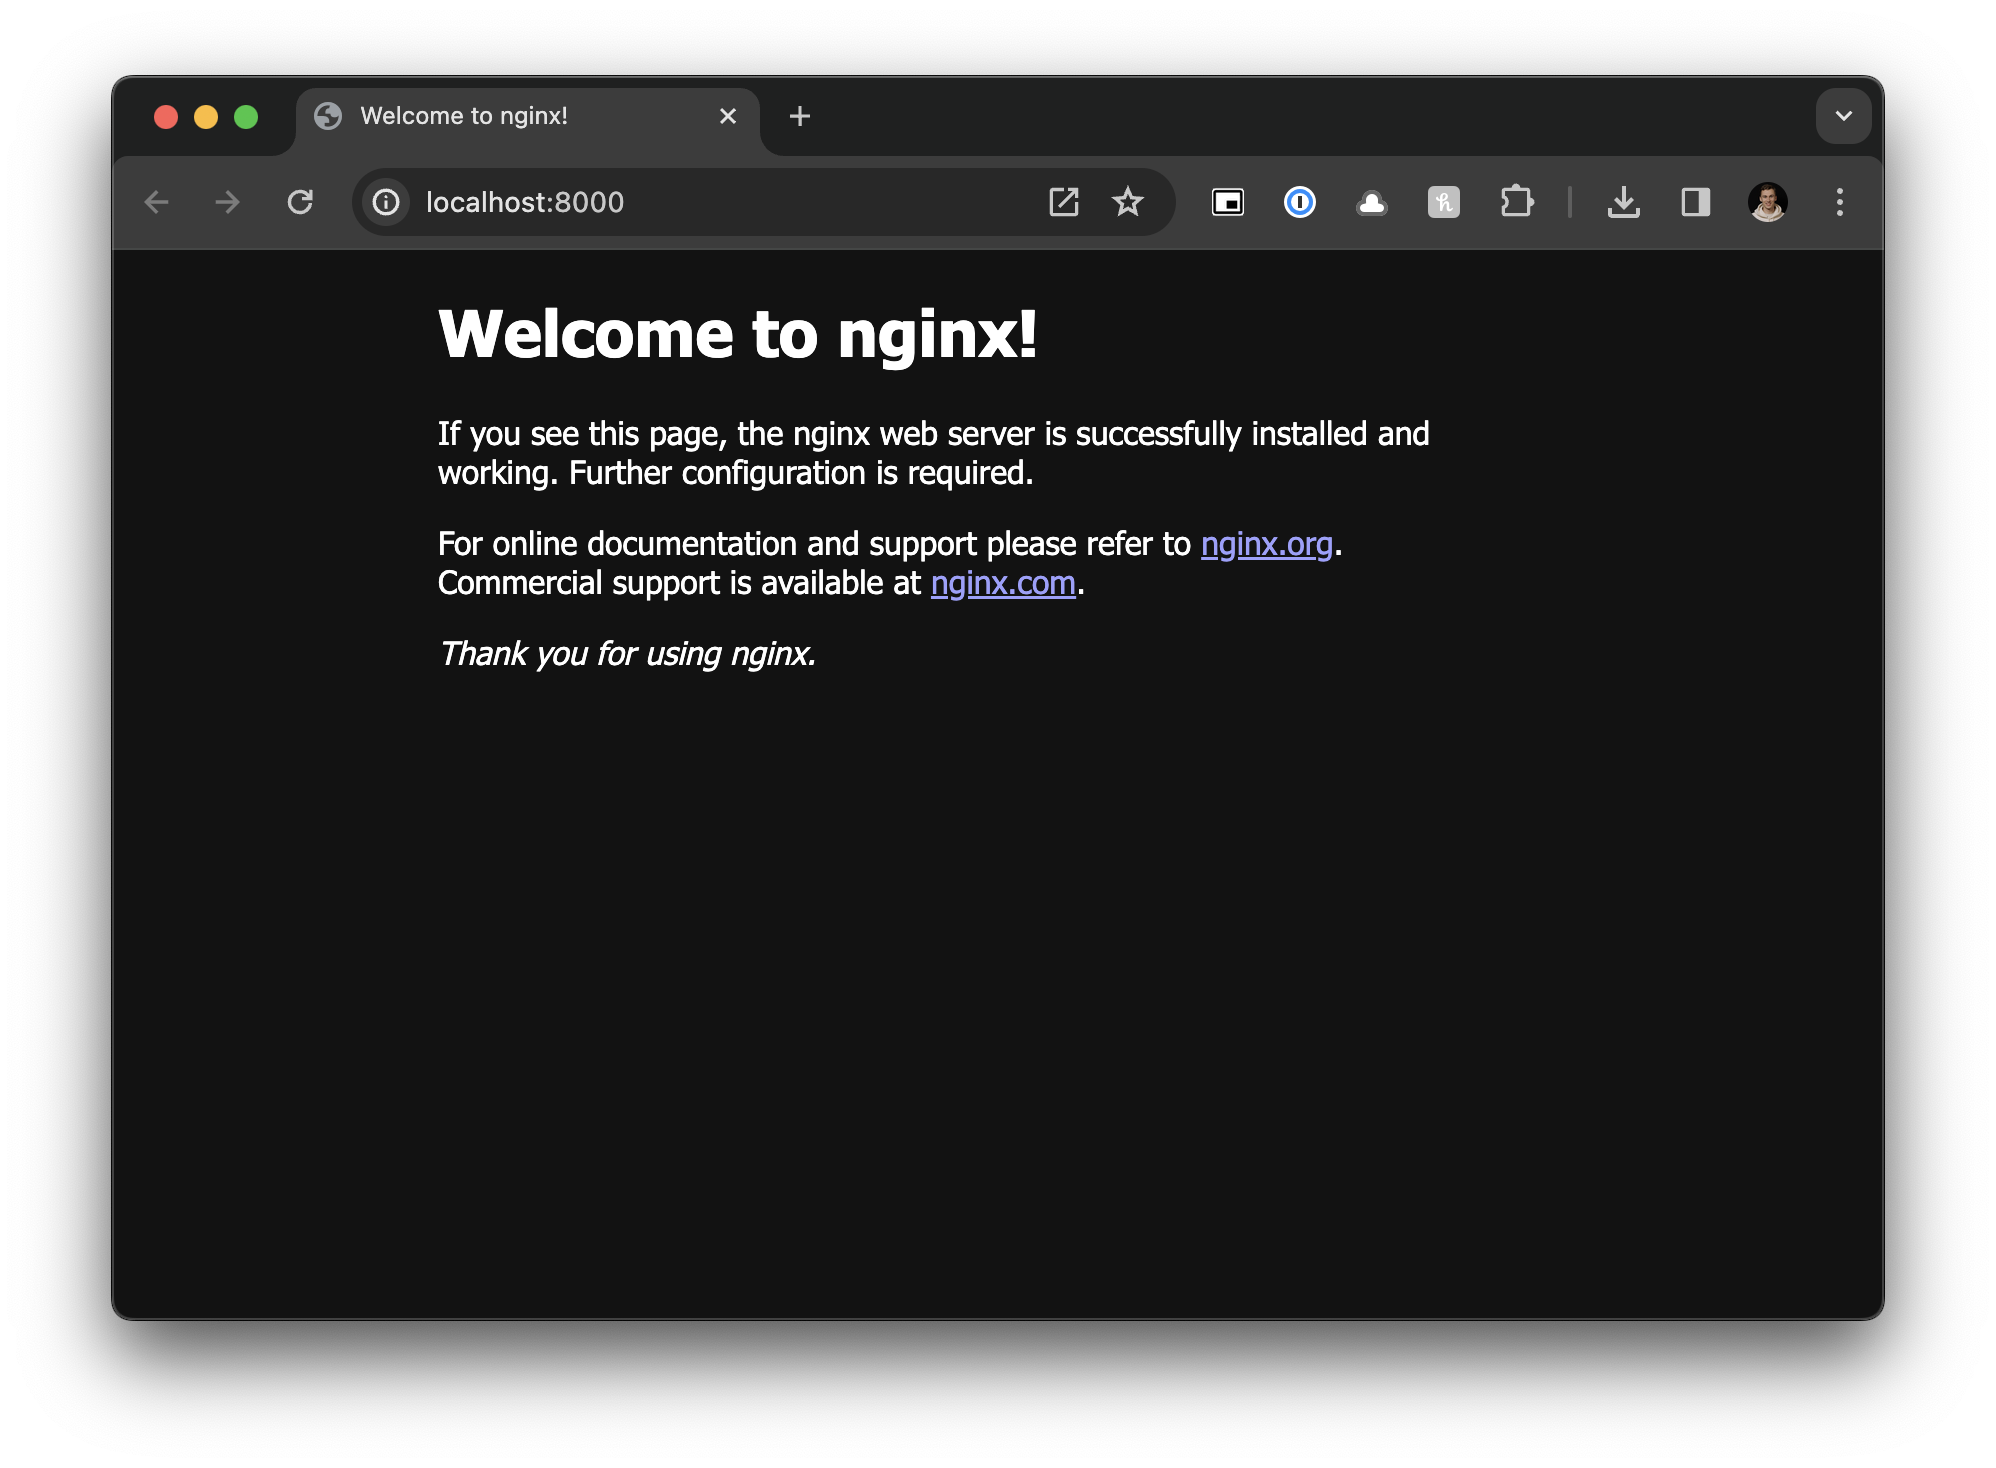 Welcome to nginx!
localhost:8000
Welcome to nginx!
If you see this page, the nginx web server is successfully installed and
working. Further configuration is required.
For online documentation and support please refer to nginx.org.
Commercial support is available at nginx.com.
Thank you for using nginx.